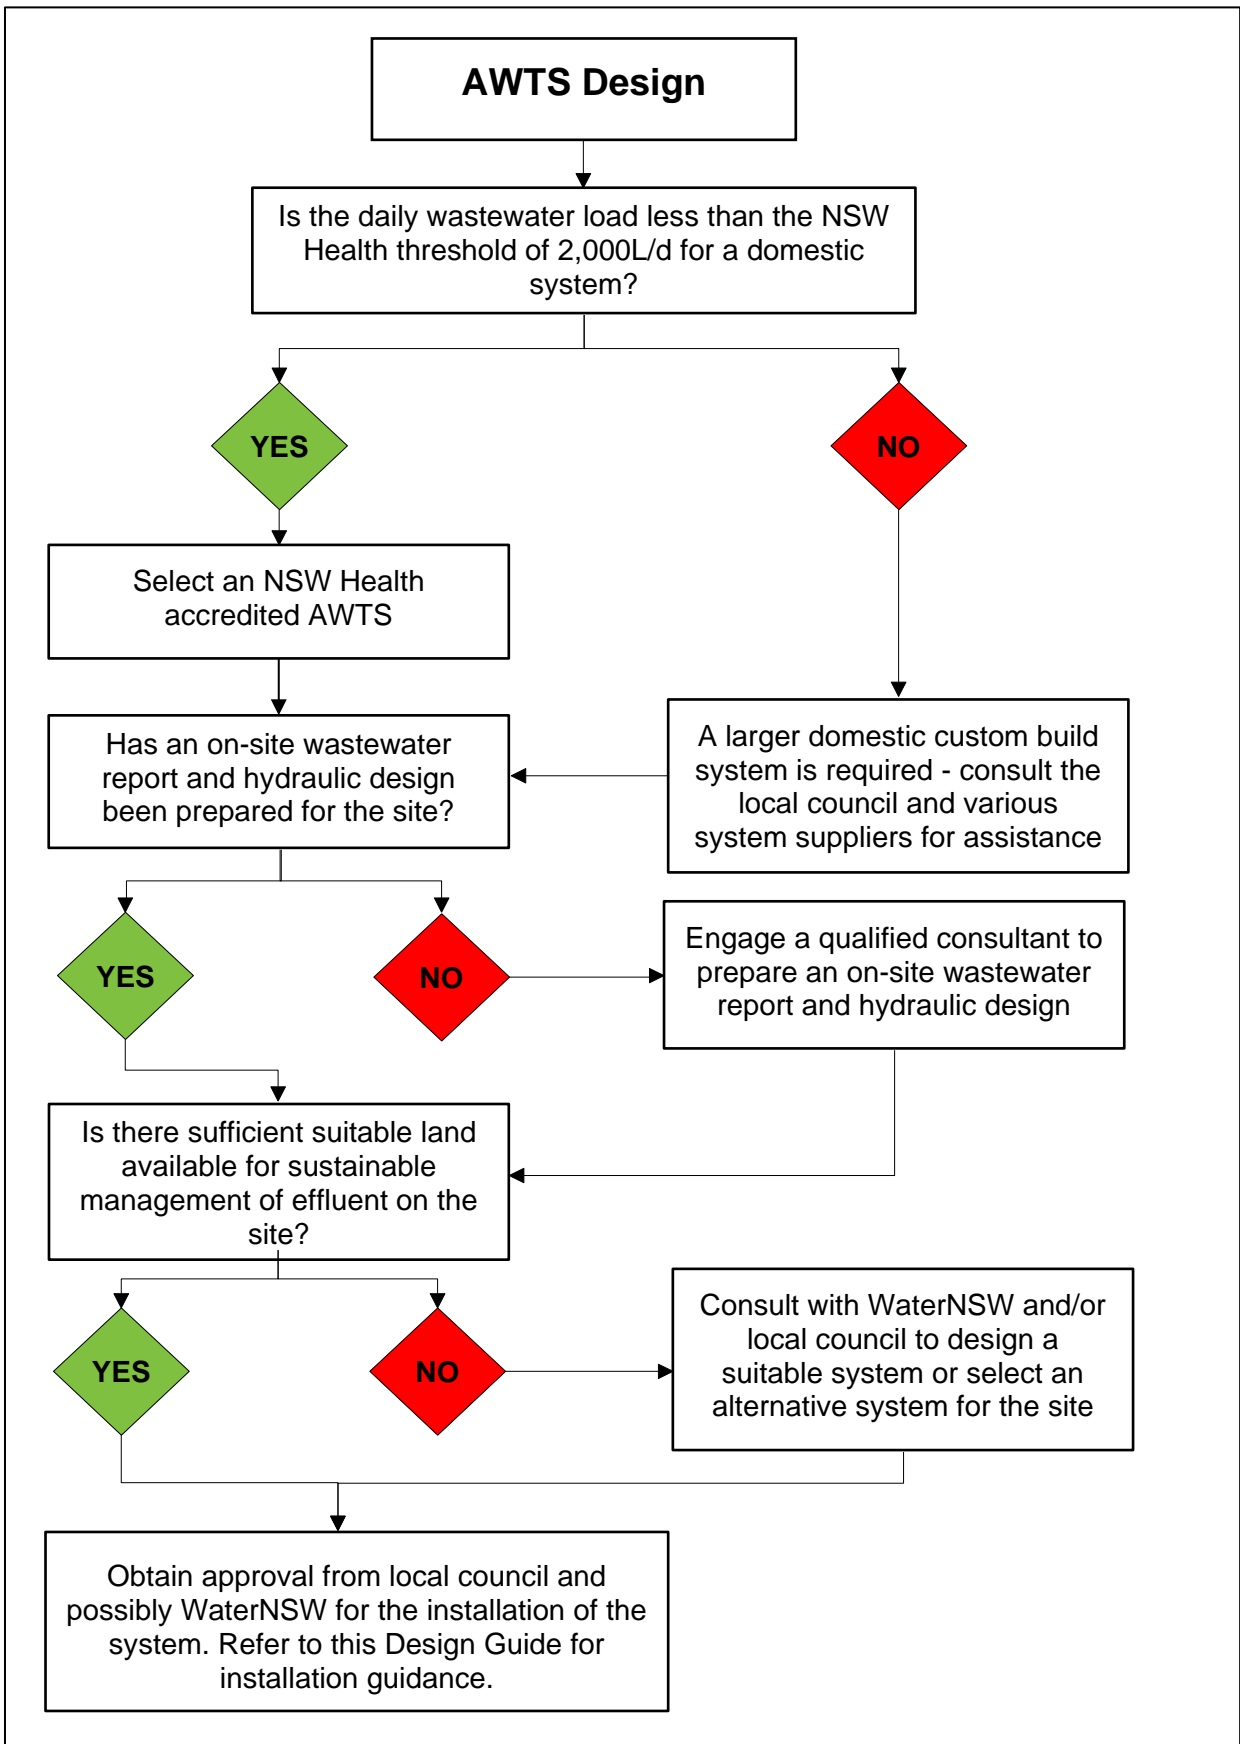 AWTS Design
Is the daily wastewater load less than the NSW
Health threshold of 2,000L/d for a domestic
system?
YES
NO
Select an NSW Health
accredited AWTS
Has an on-site wastewater
report and hydraulic design
been prepared for the site?
A larger domestic custom build
system is required - consult the
local council and various
system suppliers for assistance
YES
NO
Engage a qualified consultant to
prepare an on-site wastewater
report and hydraulic design
Is there sufficient suitable land
available for sustainable
management of effluent on the
site?
YES
NO
Consult with WaterNSW and/or
local council to design a
suitable system or select an
alternative system for the site
Obtain approval from local council and
possibly WaterNSW for the installation of the
system. Refer to this Design Guide for
installation guidance.